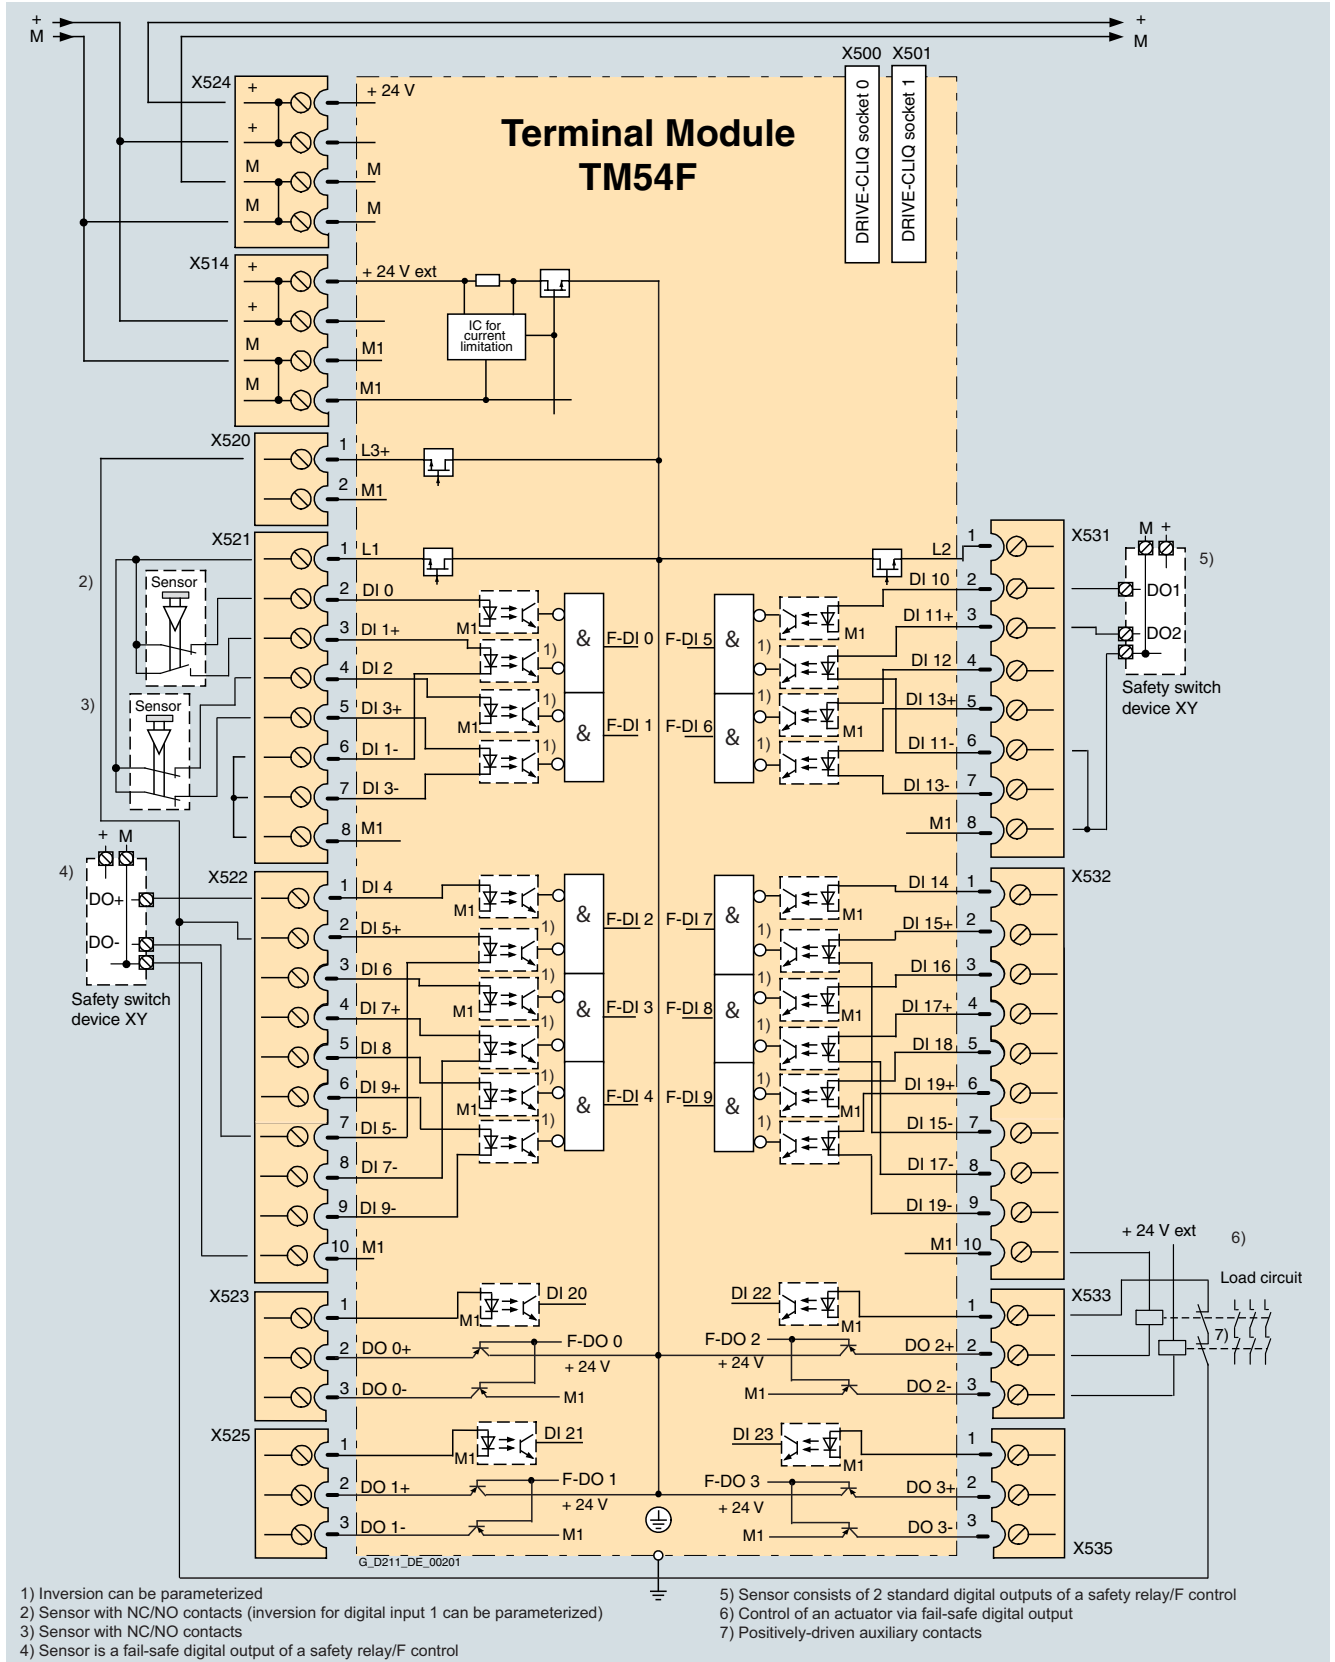 +
M
+
M
X500 X501
DRIVE-CLiQ socket 0
DRIVE-CLiQ socket 1
Terminal Module
TM54F
X524
+
+ 24 V
+
M
M
M
M
X514
+
+ 24 V ext
+
M
M1
M
M1
IC for
current
limitation
X520
1 L3+
2 M1
X521
1 L1
2 DI 0
3 DI 1+
4 DI 2
5 DI 3+
6 DI 1-
7 DI 3-
8 M1
2)
Sensor
3)
Sensor
M1
1)
&
F-DI 0
1)
M1
&
F-DI 1
1)
L2 1
X531
DI 10 2
DI 11+ 3
DI 12 4
DI 13+ 5
DI 11- 6
DI 13- 7
M1 8
F-DI 5
&
M1
1)
F-DI 6
&
1)
M1
1)
M +
5)
DO1
DO2
Safety switch
device XY
+ M
4)
DO+
DO-
Safety switch
device XY
X522
1 DI 4
2 DI 5+
3 DI 6
4 DI 7+
5 DI 8
6 DI 9+
7 DI 5-
8 DI 7-
9 DI 9-
10 M1
M1
&
F-DI 2
1)
1)
M1
&
F-DI 3
1)
1)
M1
&
F-DI 4
1)
X532
DI 14 1
DI 15+ 2
DI 16 3
DI 17+ 4
DI 18 5
DI 19+ 6
DI 15- 7
DI 17- 8
DI 19- 9
M1 10
F-DI 7
&
M1
1)
F-DI 8
&
1)
M1
1)
F-DI 9
&
1)
M1
1)
X523
1
M1
DI 20
2 DO 0+
F-DO 0
+ 24 V
3 DO 0-
M1
X525
1
M1
DI 21
2 DO 1+
F-DO 1
+ 24 V
3 DO 1-
M1
X533
DI 22
M1
1
F-DO 2
+ 24 V
DO 2+ 2
M1
DO 2- 3
DI 23
M1
1
F-DO 3
+ 24 V
DO 3+ 2
M1
DO 3- 3
X535
+ 24 V ext
6)
Load circuit
7)
G_D211_DE_00201
1) Inversion can be parameterized
2) Sensor with NC/NO contacts (inversion for digital input 1 can be parameterized)
3) Sensor with NC/NO contacts
4) Sensor is a fail-safe digital output of a safety relay/F control
5) Sensor consists of 2 standard digital outputs of a safety relay/F control
6) Control of an actuator via fail-safe digital output
7) Positively-driven auxiliary contacts